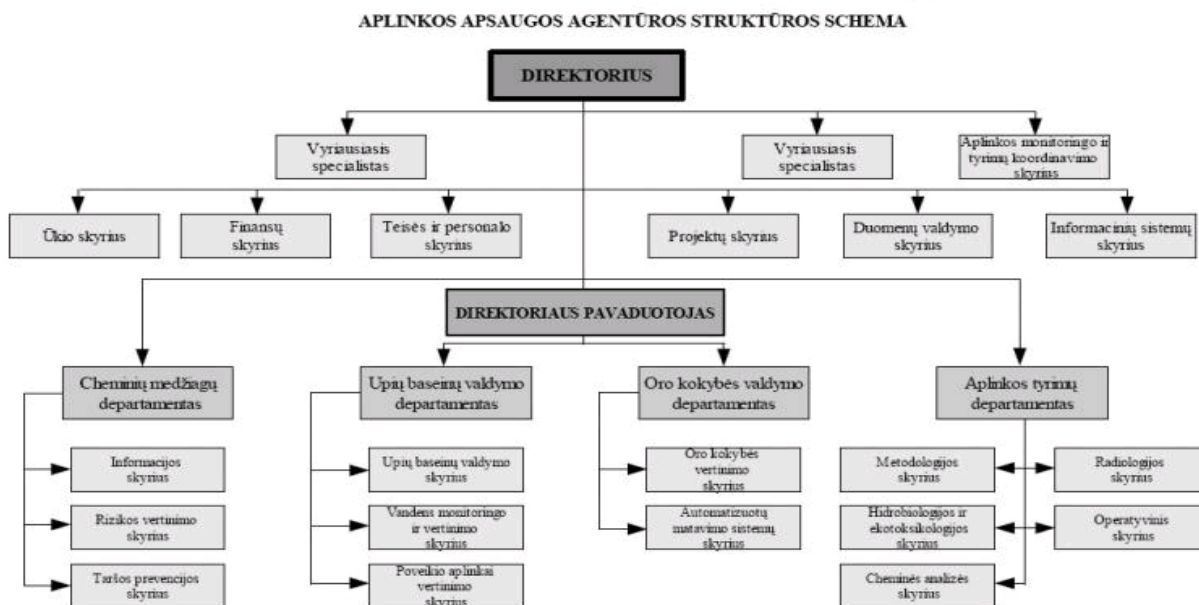 APLINKOS APSAUGOS AGENTŪROS STRUKTŪROS SCHEMA
DIREKTORIUS
Vyriausiasis
specialistas
Vyriausiasis
specialistas
Aplinkos monitoringo ir
tyrimų koordinavimo
skyrius
Ūkio skyrius
Finansų
skyrius
Teisės ir personalo
skyrius
Projektų skyrius
Duomenų valdymo
skyrius
Informacinių sistemų
skyrius
DIREKTORIAUS PAVADUOTOJAS
Cheminių medžiagų
departamentas
Upių baseinų valdymo
departamentas
Oro kokybės valdymo
departamentas
Aplinkos tyrimų
departamentas
Informacijos
skyrius
Rizikos vertinimo
skyrius
Taršos prevencijos
skyrius
Upių baseinų valdymo
skyrius
Vandens monitoringo
ir vertinimo
skyrius
Poveikio aplinkai
vertinimo
skyrius
Oro kokybės
vertinimo
skyrius
Automatizuotų
matavimo sistemų
skyrius
Metodologijos
skyrius
Radiologijos
skyrius
Hidrobiologijos ir
ekotoksikologijos
skyrius
Operatyvinis
skyrius
Cheminės analizės
skyrius